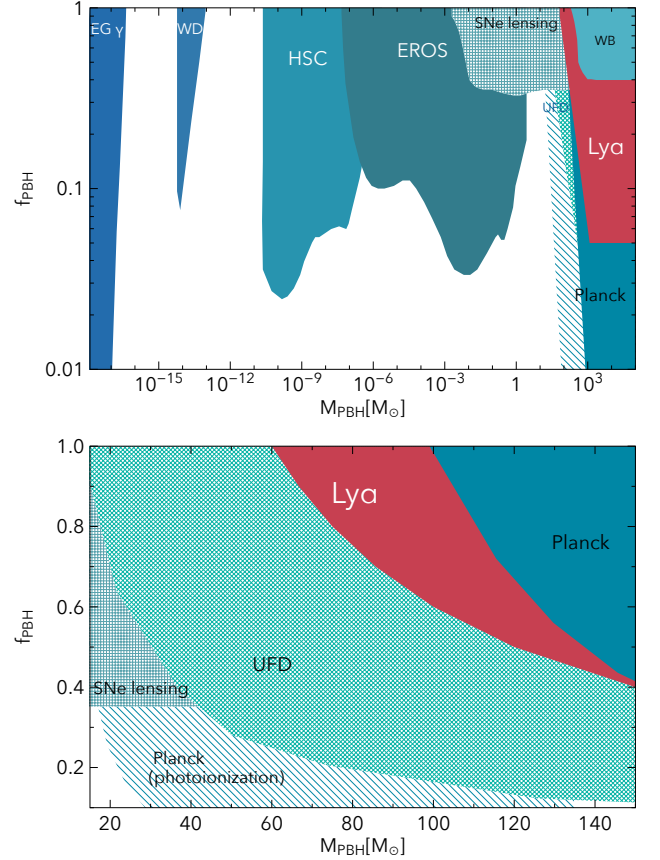 EG γ
WD
HSC
EROS
SNe lensing
WB
UFD
Lya
Planck
f_PBH
1
0.1
0.01
10⁻¹⁵ 10⁻¹² 10⁻⁹ 10⁻⁶ 10⁻³ 1 10³
M_PBH[M_⊙]
1.0
0.8
0.6
0.4
0.2
f_PBH
Lya
Planck
UFD
SNe lensing
Planck
(photoionization)
20 40 60 80 100 120 140
M_PBH[M_⊙]